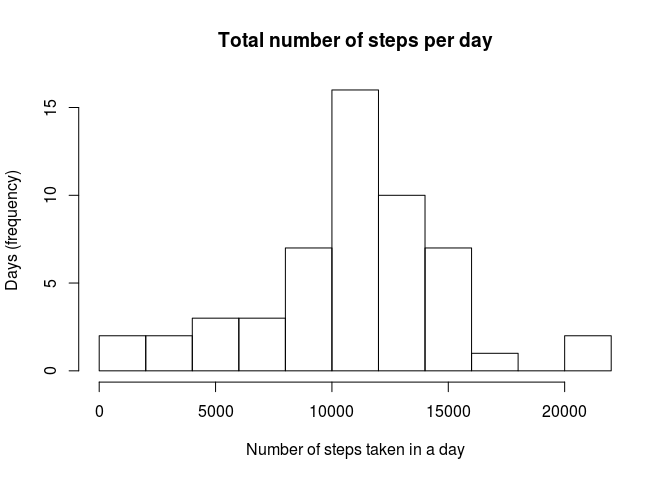 Total number of steps per day
Days (frequency)
15
10
5
0
0 5000 10000 15000 20000
Number of steps taken in a day